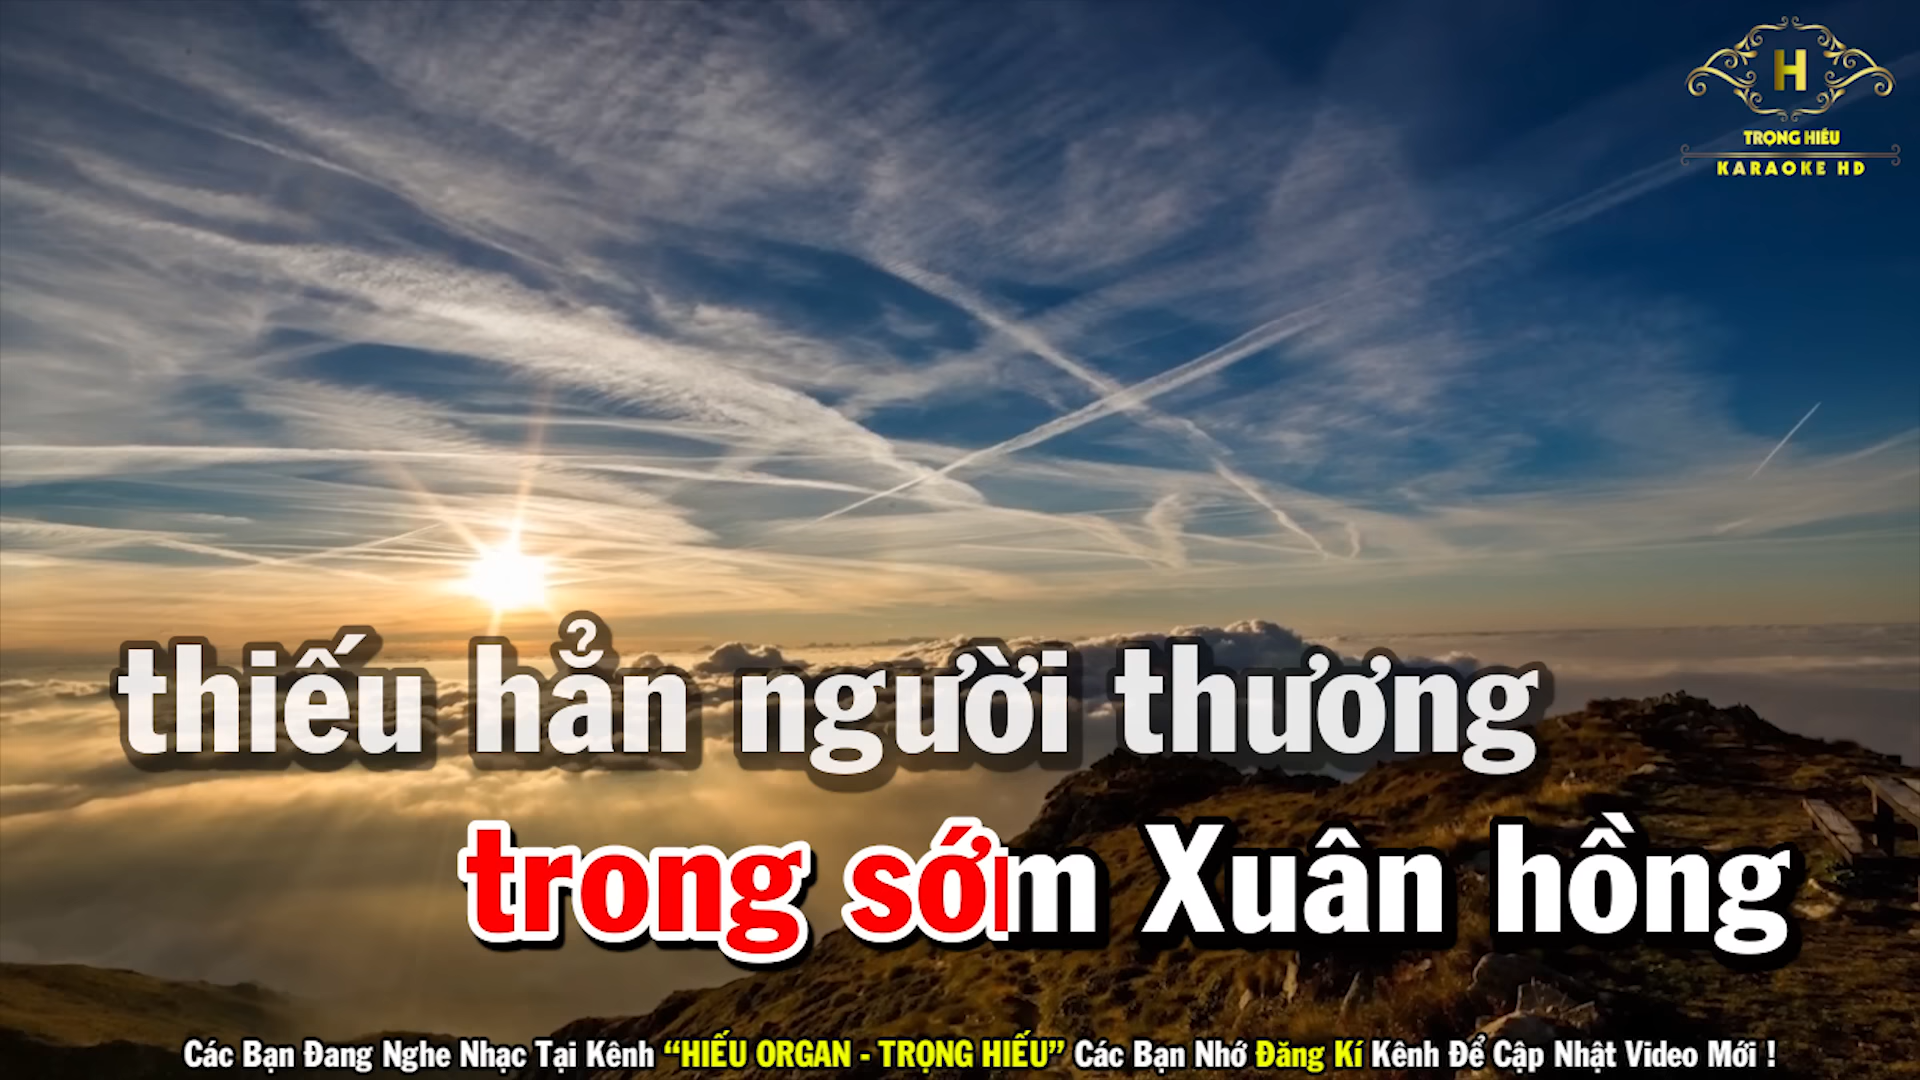 H
TRỌNG HIẾU
KARAOKE HD
thiếu hẳn người thương
trong sớm Xuân hồng
Các Bạn Đang Nghe Nhạc Tại Kênh “HIẾU ORGAN - TRỌNG HIẾU” Các Bạn Nhớ Đăng Kí Kênh Để Cập Nhật Video Mới !